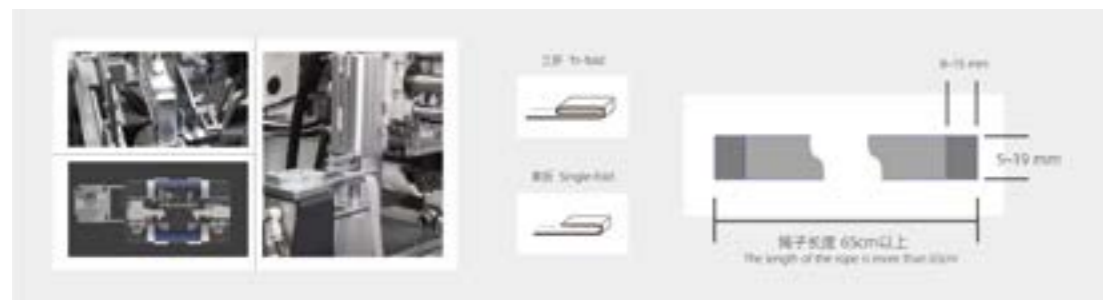 三折 Tri-fold
单折 Single-fold
8~15 mm
5~19 mm
绳子长度 65cm以上
The length of the rope is more than 65cm